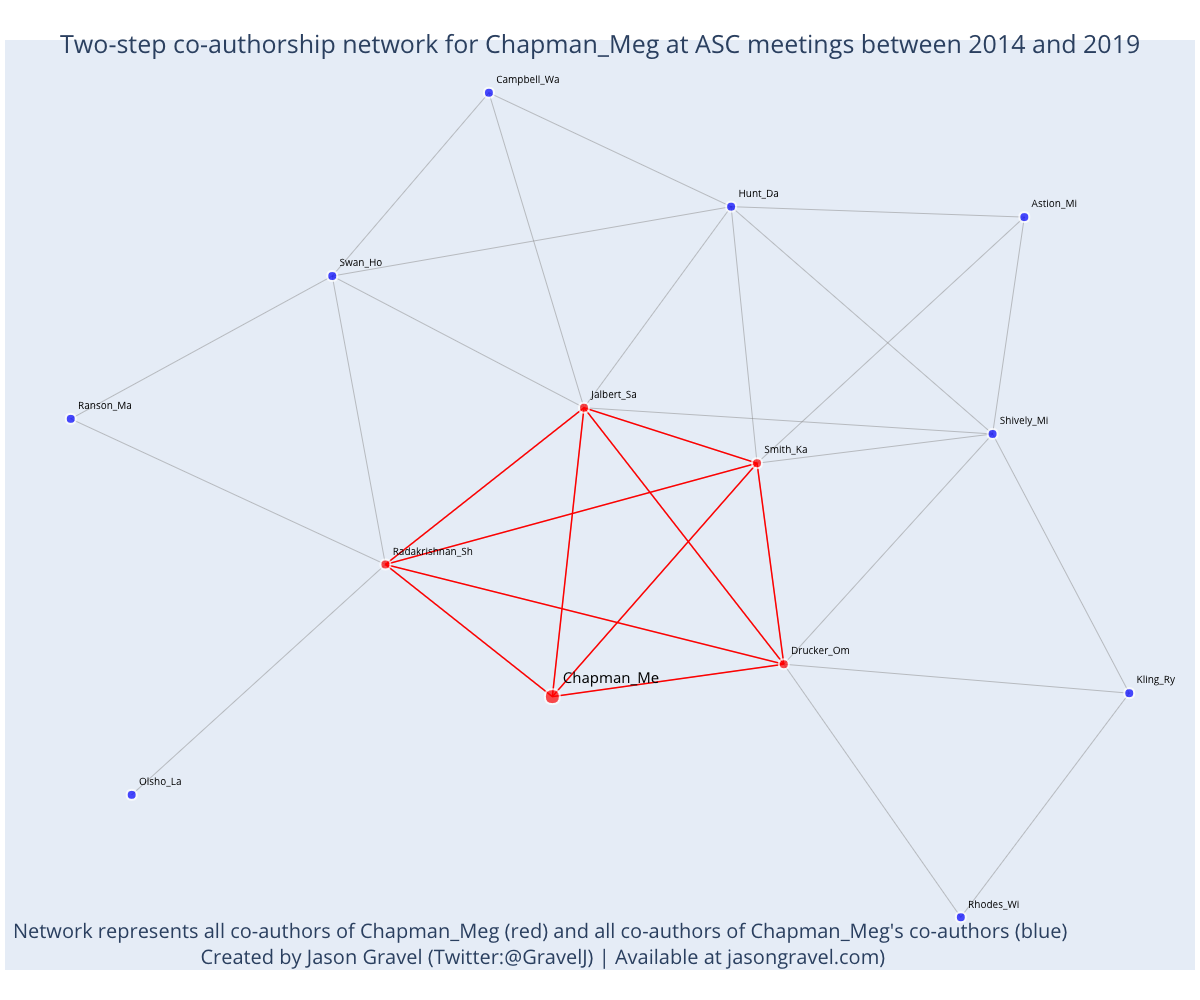 Two-step co-authorship network for Chapman_Meg at ASC meetings between 2014 and 2019
Campbell_Wa
Hunt_Da
Astion_Mi
Swan_Ho
Jalbert_Sa
Ranson_Ma
Shively_Mi
Smith_Ka
Radakrishnan_Sh
Drucker_Om
Chapman_Me
Kling_Ry
Olsho_La
Rhodes_Wi
Network represents all co-authors of Chapman_Meg (red) and all co-authors of Chapman_Meg's co-authors (blue)
Created by Jason Gravel (Twitter:@GravelJ) | Available at jasongravel.com)